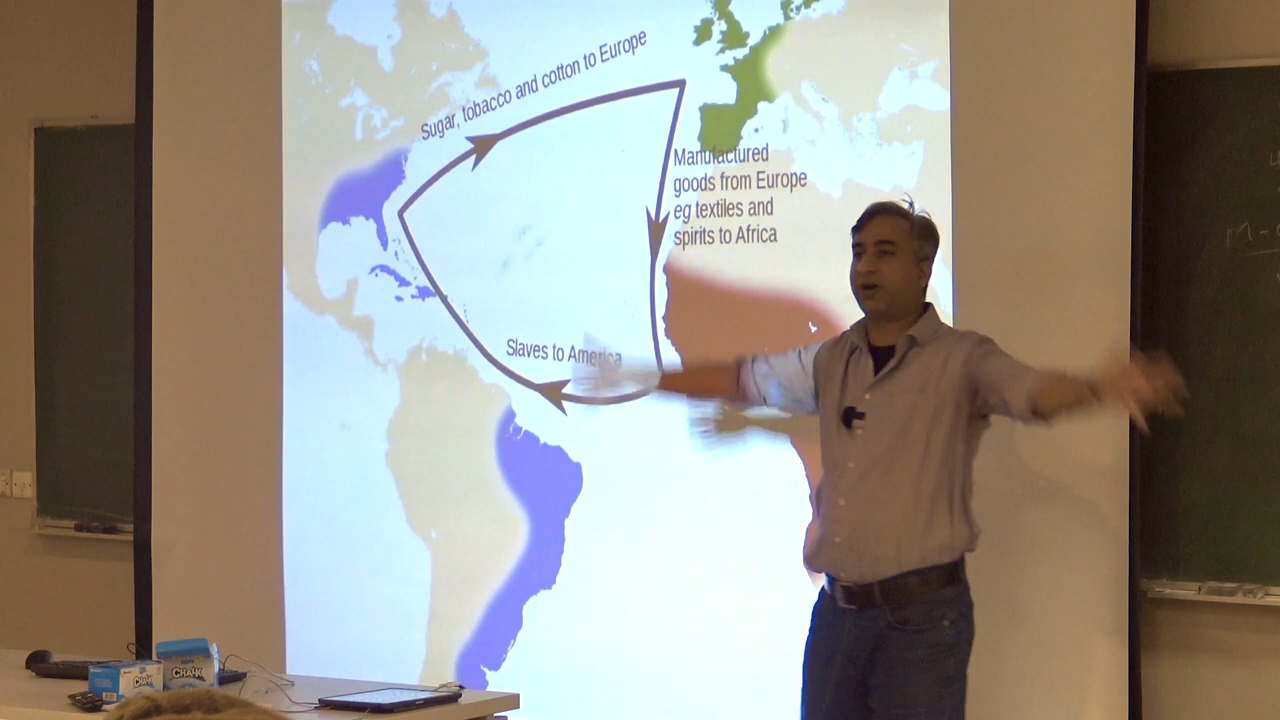 Sugar, tobacco and cotton to Europe
Manufactured
goods from Europe
eg textiles and
spirits to Africa
Slaves to America
CHALK
CHALK